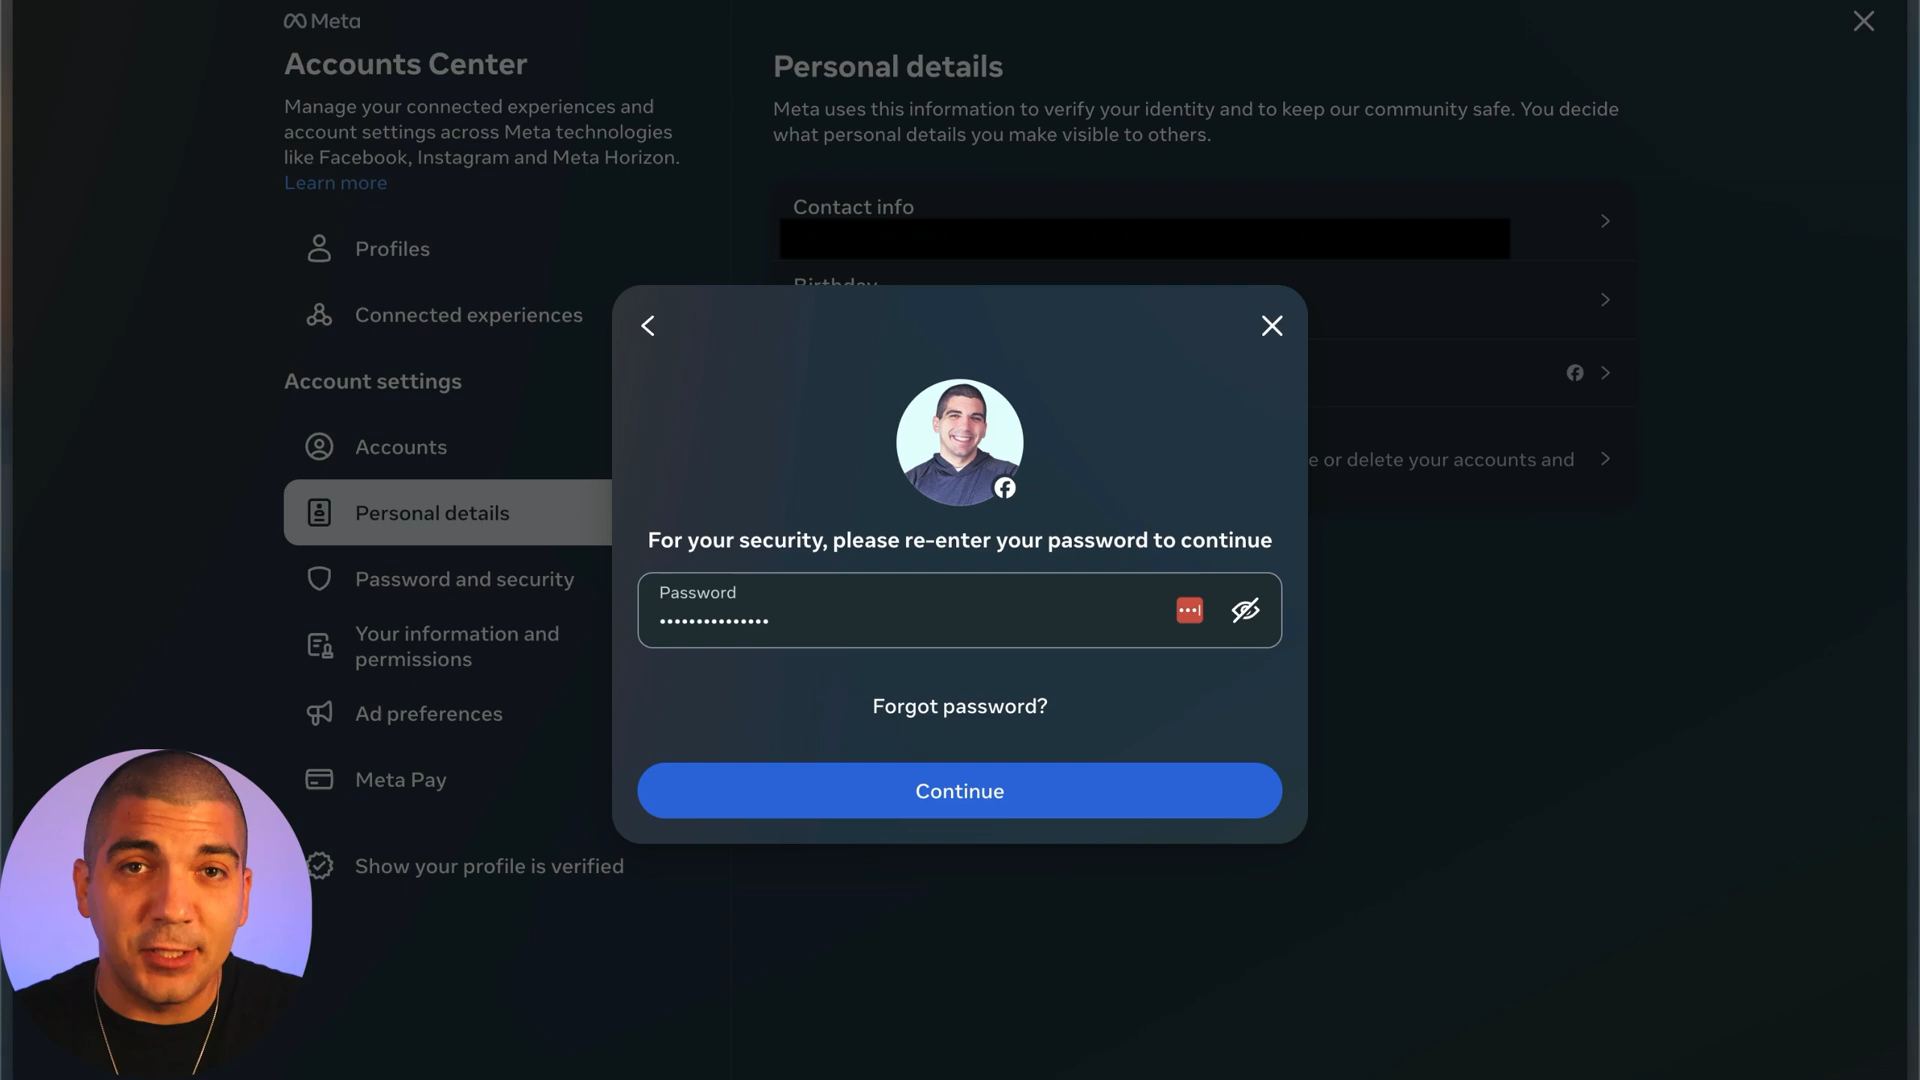 Meta
Accounts Center
Manage your connected experiences and
account settings across Meta technologies
like Facebook, Instagram and Meta Horizon.
Learn more
Profiles
Connected experiences
Account settings
Accounts
Personal details
Password and security
Your information and
permissions
Ad preferences
Meta Pay
Show your profile is verified
Personal details
Meta uses this information to verify your identity and to keep our community safe. You decide
what personal details you make visible to others.
Contact info
Birthday
e or delete your accounts and
For your security, please re-enter your password to continue
Password
•••••••••••••••
Forgot password?
Continue